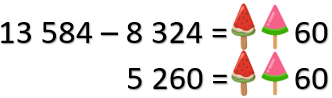 13 584 – 8 324 = 60
5 260 = 60